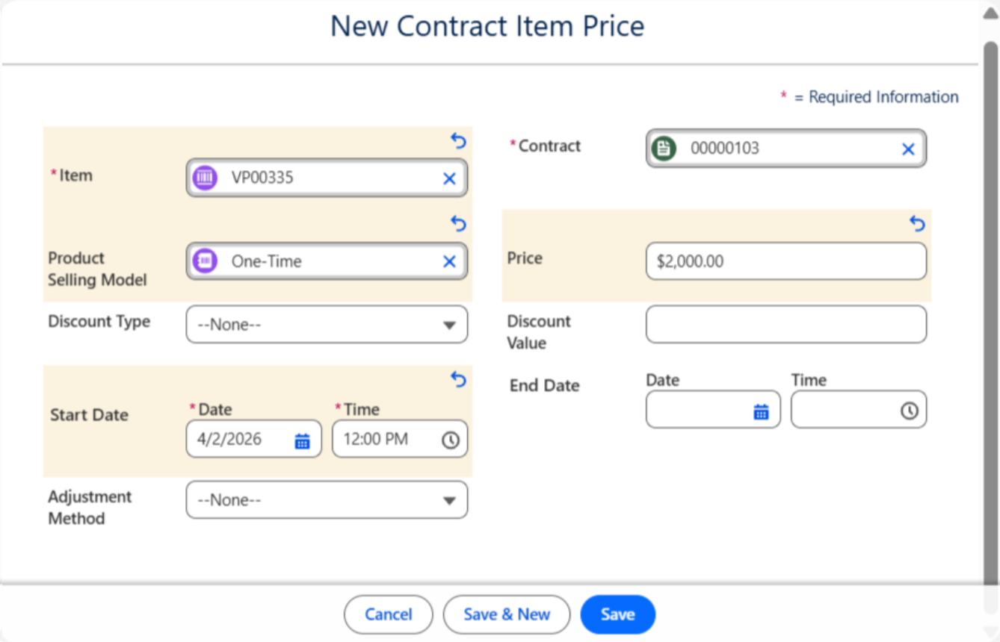 New Contract Item Price
* = Required Information
* Item
VP00335
* Contract
00000103
Product
Selling Model
One-Time
Price
$2,000.00
Discount Type
--None--
Discount
Value
Start Date
* Date
* Time
4/2/2026
12:00 PM
End Date
Date
Time
Adjustment
Method
--None--
Cancel
Save & New
Save